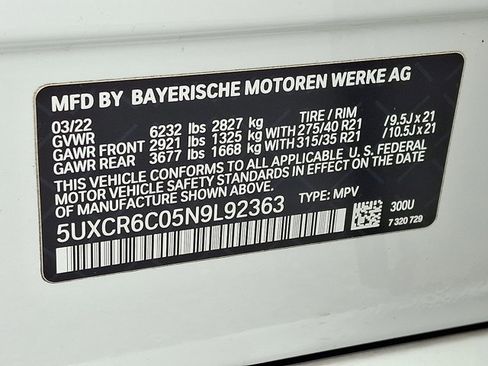 MFD BY BAYERISCHE MOTOREN WERKE AG
03/22 TIRE / RIM
GVWR 6232 lbs 2827 kg
GAWR FRONT 2921 lbs 1325 kg WITH 275/40 R21 /9.5J x 21
GAWR REAR 3677 lbs 1668 kg WITH 315/35 R21 /10.5J x 21
THIS VEHICLE CONFORMS TO ALL APPLICABLE U. S. FEDERAL
MOTOR VEHICLE SAFETY STANDARDS IN EFFECT ON THE DATE
OF MANUFACTURE SHOWN ABOVE.
5UXCR6C05N9L92363 TYPE: MPV
300U
7 320 729